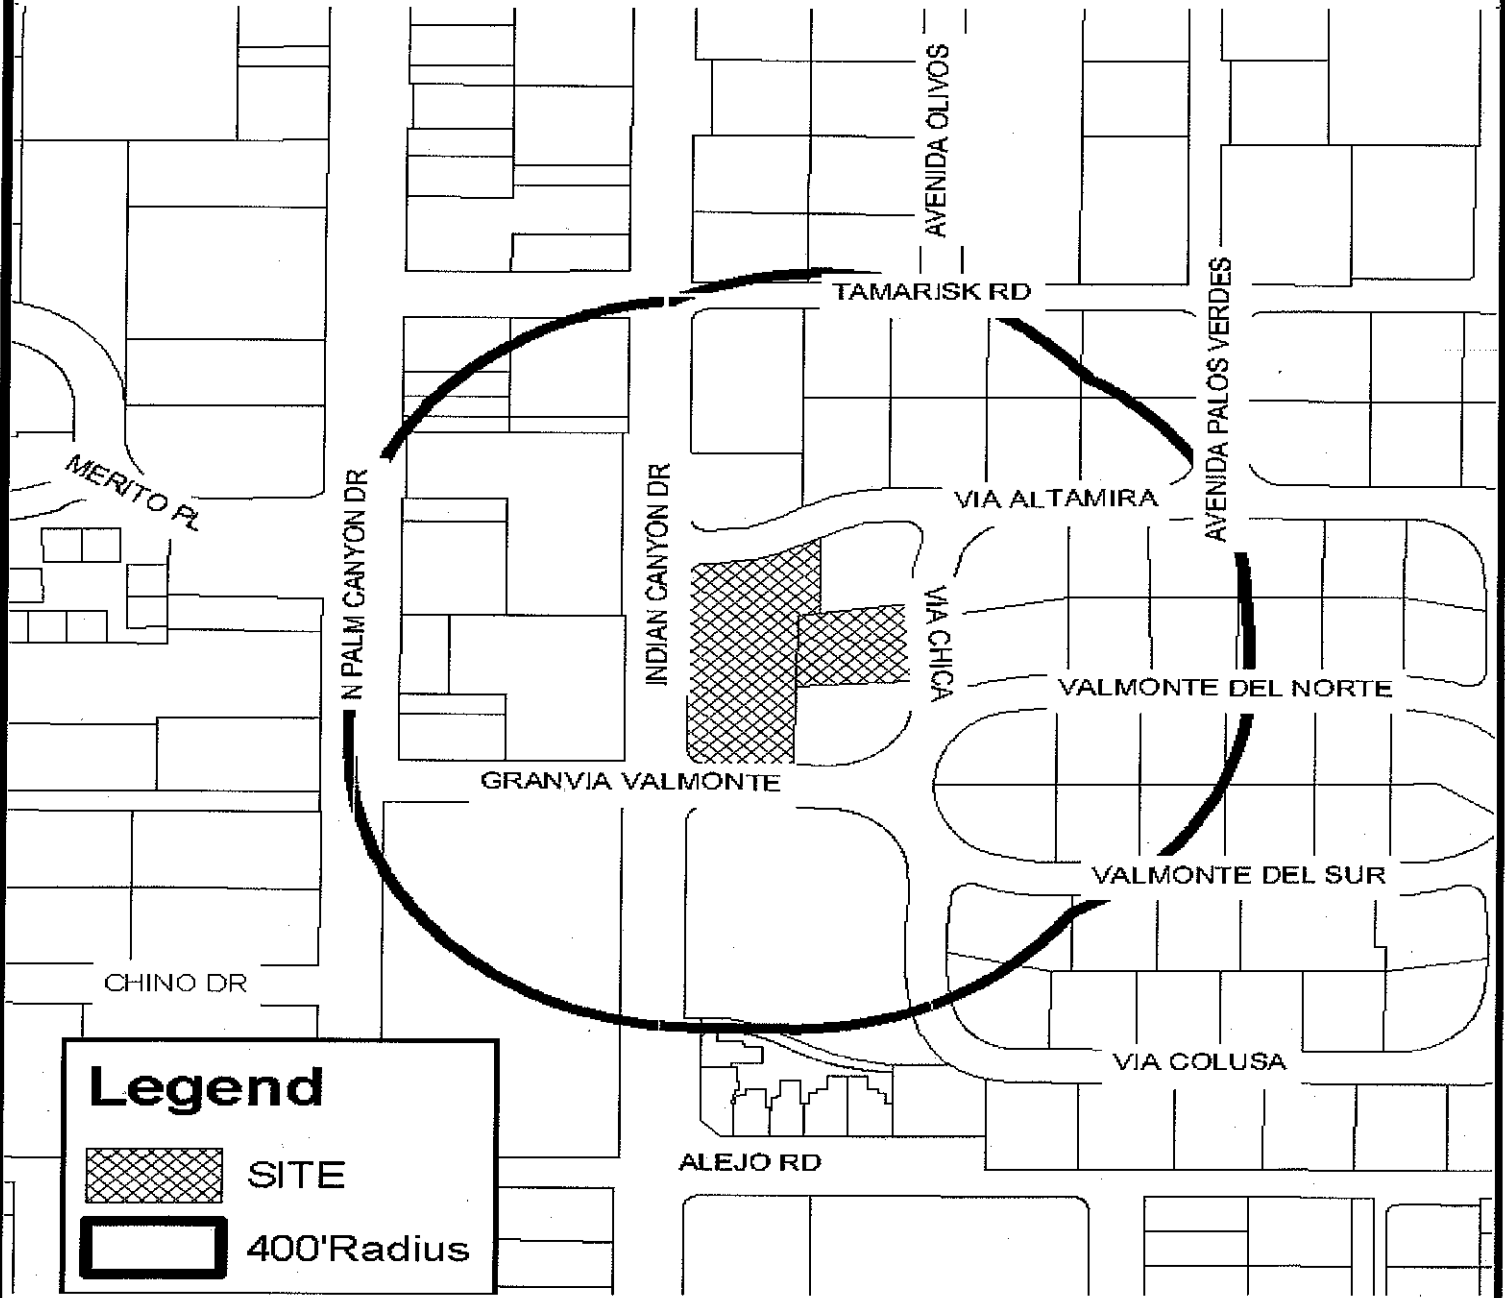 AVENIDA OLIVOS
TAMARISK RD
AVENIDA PALOS VERDES
MERITO PL
N PALM CANYON DR
INDIAN CANYON DR
VIA ALTAMIRA
VIA CHICA
VALMONTE DEL NORTE
GRANVIA VALMONTE
VALMONTE DEL SUR
CHINO DR
VIA COLUSA
ALEJO RD
Legend
SITE
400'Radius